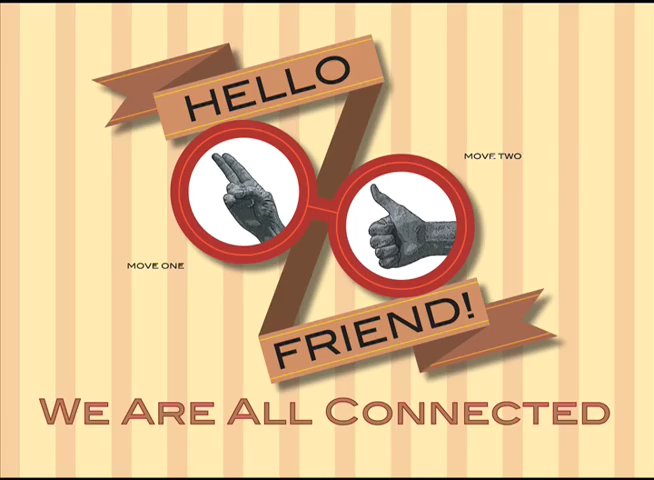 HELLO
MOVE TWO
MOVE ONE
FRIEND!
WE ARE ALL CONNECTED